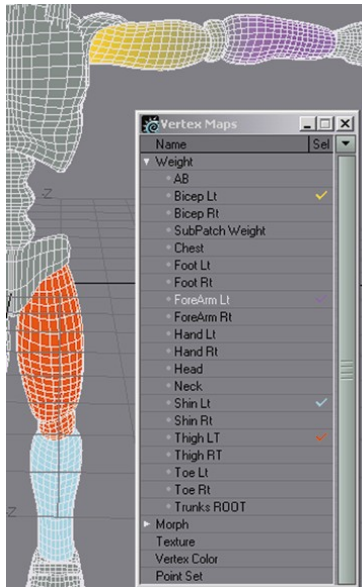 Vertex Maps
Name Sel
Weight
AB
Bicep Lt
Bicep Rt
SubPatch Weight
Chest
Foot Lt
Foot Rt
ForeArm Lt
ForeArm Rt
Hand Lt
Hand Rt
Head
Neck
Shin Lt
Shin Rt
Thigh LT
Thigh RT
Toe Lt
Toe Rt
Trunks ROOT
Morph
Texture
Vertex Color
Point Set
Z
Z